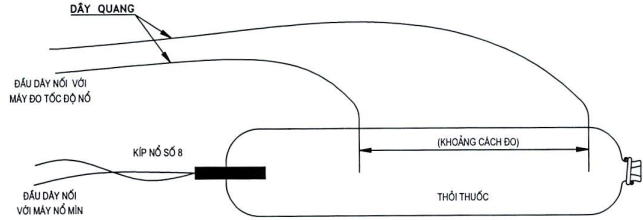 DÂY QUANG
ĐẦU DÂY NỐI VỚI
MÁY ĐO TỐC ĐỘ NỔ
KÍP NỔ SỐ 8
(KHOẢNG CÁCH ĐO)
ĐẦU DÂY NỐI
VỚI MÁY NỔ MÌN
THỎI THUỐC